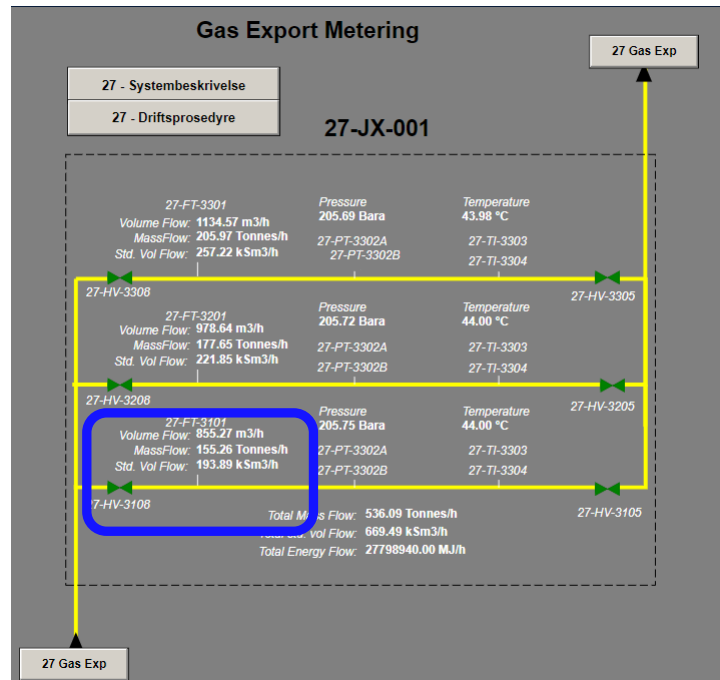 Gas Export Metering
27 Gas Exp
27 - Systembeskrivelse
27 - Driftsprosedyre
27-JX-001
27-FT-3301 Pressure Temperature
Volume Flow: 1134.57 m3/h 205.69 Bara 43.98 °C
MassFlow: 205.97 Tonnes/h 27-PT-3302A 27-TI-3303
Std. Vol Flow: 257.22 kSm3/h 27-PT-3302B 27-TI-3304
27-HV-3308 27-HV-3305
27-FT-3201 Pressure Temperature
Volume Flow: 978.64 m3/h 205.72 Bara 44.00 °C
MassFlow: 177.65 Tonnes/h 27-PT-3302A 27-TI-3303
Std. Vol Flow: 221.85 kSm3/h 27-PT-3302B 27-TI-3304
27-HV-3208 27-HV-3205
27-FT-3101 Pressure Temperature
Volume Flow: 855.27 m3/h 205.75 Bara 44.00 °C
MassFlow: 155.26 Tonnes/h 27-PT-3302A 27-TI-3303
Std. Vol Flow: 193.89 kSm3/h 27-PT-3302B 27-TI-3304
27-HV-3108 27-HV-3105
Total Mass Flow: 536.09 Tonnes/h
Total std. vol Flow: 669.49 kSm3/h
Total Energy Flow: 27798940.00 MJ/h
27 Gas Exp